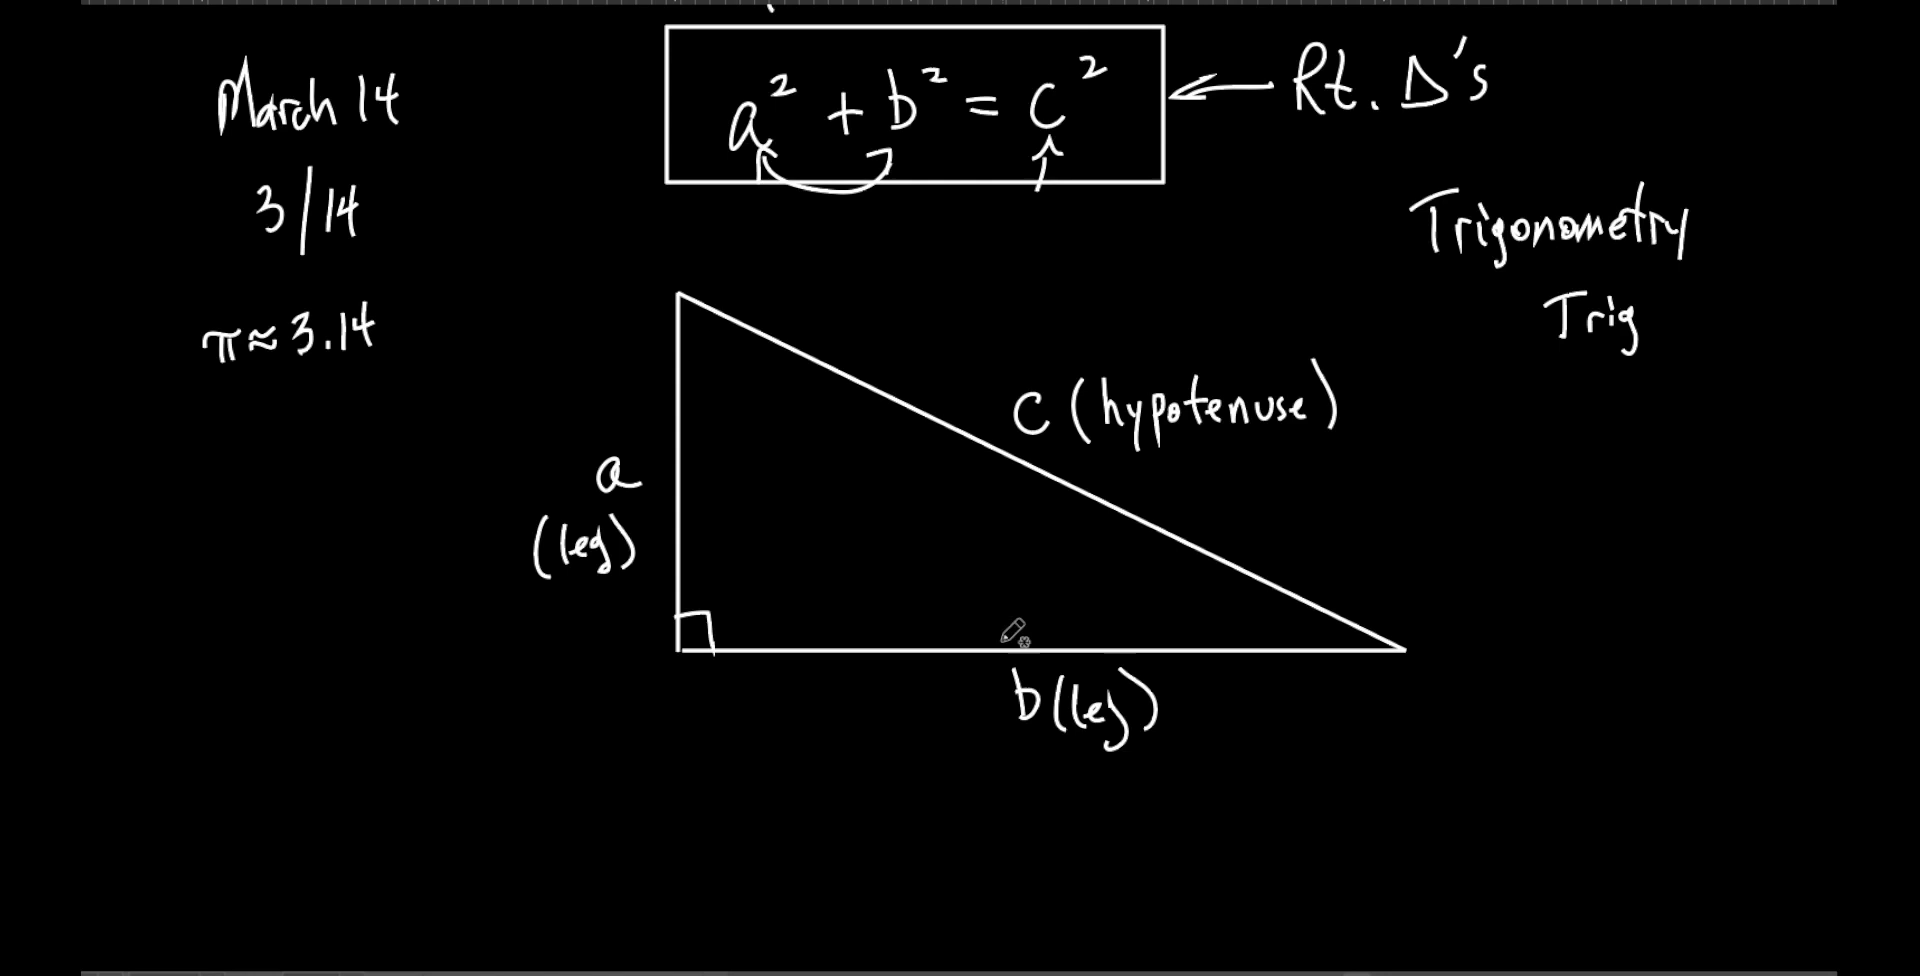 March 14
3/14
π≈3.14
a² + b² = c²
Rt. Δ's
Trigonometry
Trig
c (hypotenuse)
a
(leg)
b (leg)